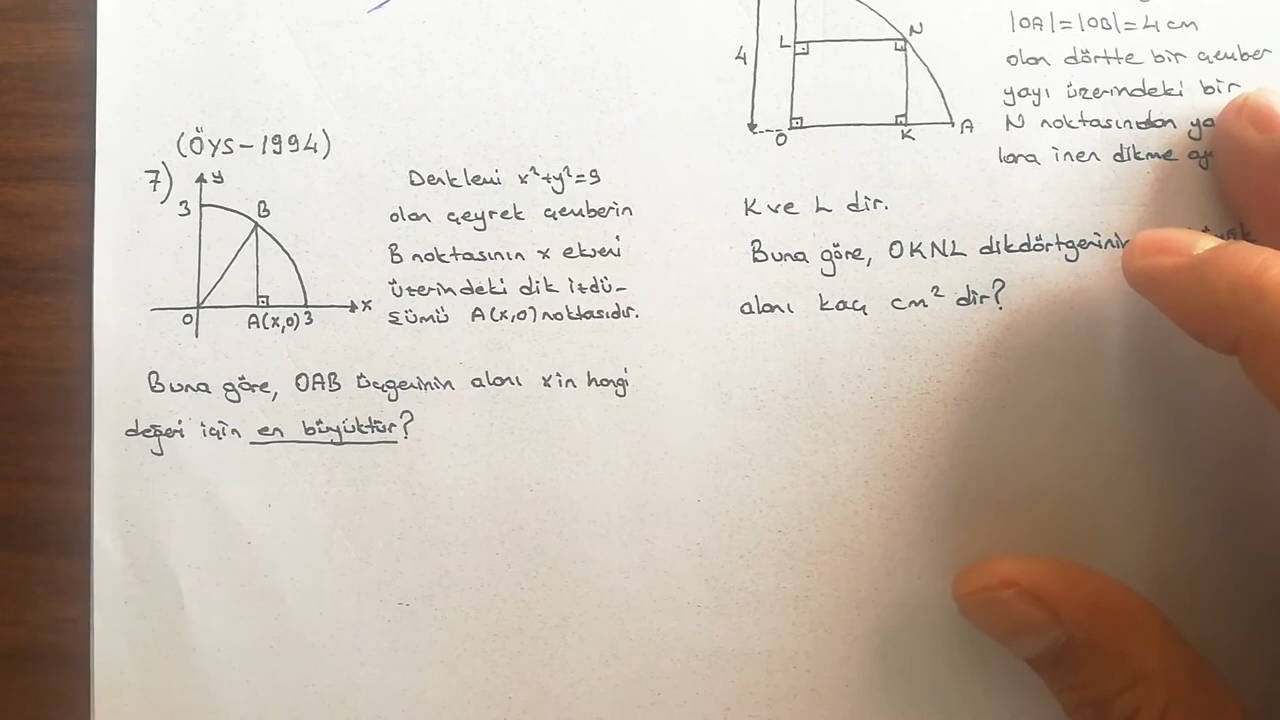 (ÖYS-1994)
7)
y
3
B
O
A(x,0) 3
x
Denklemi x²+y²=9
olan çeyrek çemberin
B noktasının x ekseni
üzerindeki dik izdü-
şümü A(x,0) noktasıdır.
Buna göre, OAB üçgeninin alanı x'in hangi
değeri için en büyüktür?
4
L
N
O
K
A
|OA|=|OB|=4 cm
olan dörtte bir çember
yayı üzerindeki bir
N noktasından
lara inen dikme
K ve L dir.
Buna göre, OKNL dikdörtgeninin
alanı kaç cm² dir?